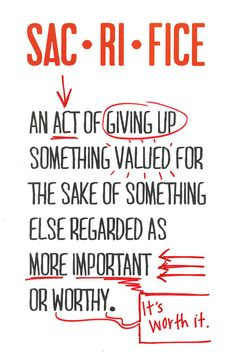 SAC • RI • FICE
AN ACT OF GIVING UP
SOMETHING VALUED FOR
THE SAKE OF SOMETHING
ELSE REGARDED AS
MORE IMPORTANT
OR WORTHY.
It's
worth it.